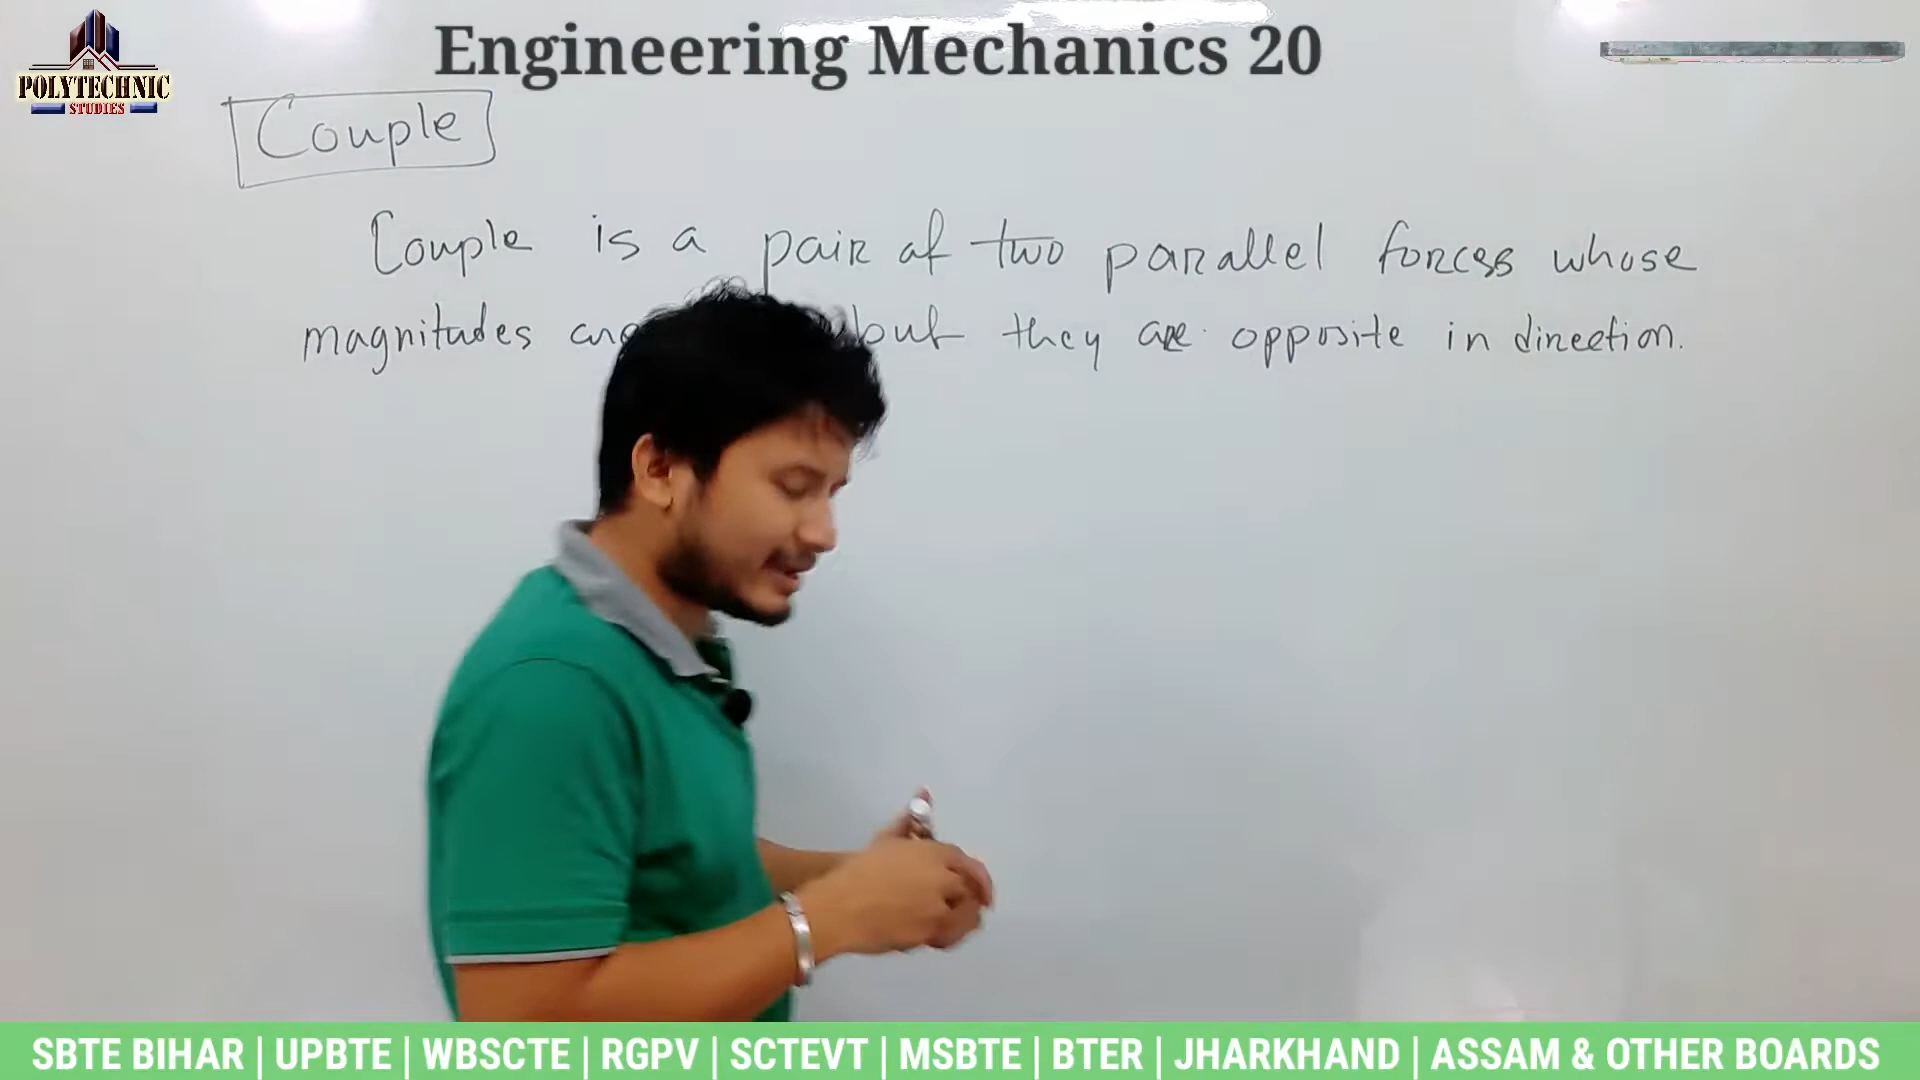 Engineering Mechanics 20
POLYTECHNIC
STUDIES
Couple
Couple is a pair of two parallel forces whose
magnitudes are but they are opposite in direction.
SBTE BIHAR | UPBTE | WBSCTE | RGPV | SCTEVT | MSBTE | BTER | JHARKHAND | ASSAM & OTHER BOARDS